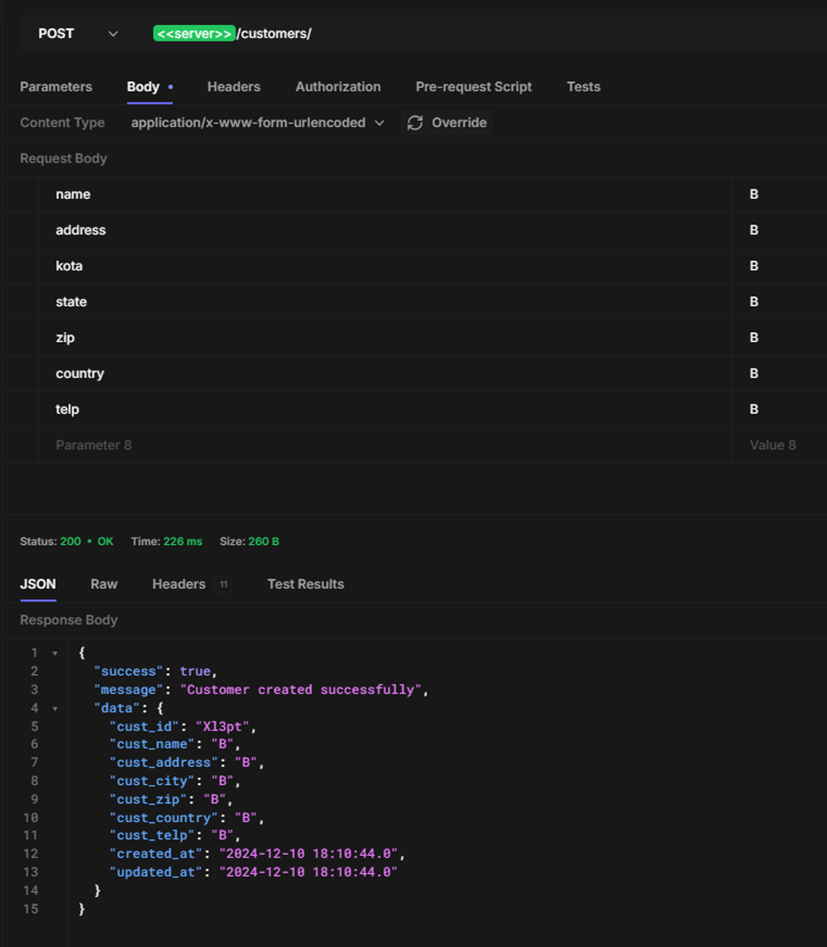 POST <<server>>/customers/
Parameters Body • Headers Authorization Pre-request Script Tests
Content Type application/x-www-form-urlencoded Override
Request Body
name B
address B
kota B
state B
zip B
country B
telp B
Parameter 8 Value 8
Status: 200 • OK Time: 226 ms Size: 260 B
JSON Raw Headers 11 Test Results
Response Body
1 {
2 "success": true,
3 "message": "Customer created successfully",
4 "data": {
5 "cust_id": "Xl3pt",
6 "cust_name": "B",
7 "cust_address": "B",
8 "cust_city": "B",
9 "cust_zip": "B",
10 "cust_country": "B",
11 "cust_telp": "B",
12 "created_at": "2024-12-10 18:10:44.0",
13 "updated_at": "2024-12-10 18:10:44.0"
14 }
15 }